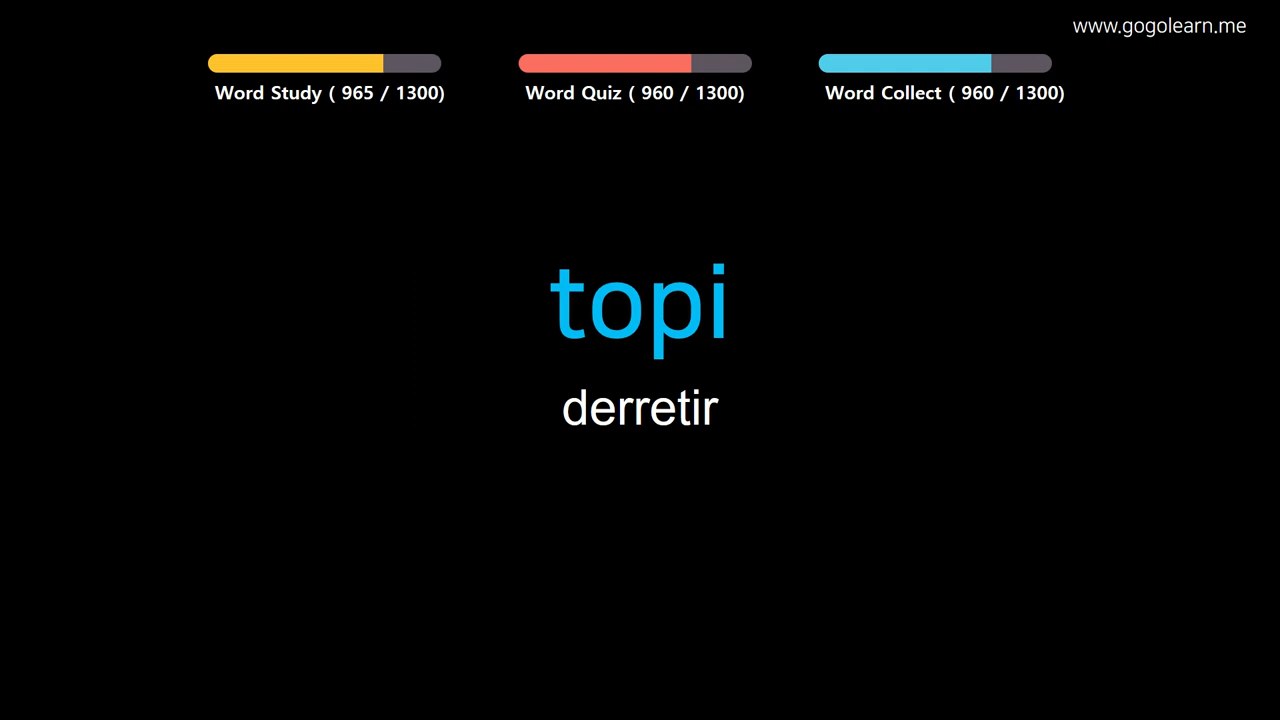 www.gogolearn.me
Word Study ( 965 / 1300)
Word Quiz ( 960 / 1300)
Word Collect ( 960 / 1300)
topi
derretir